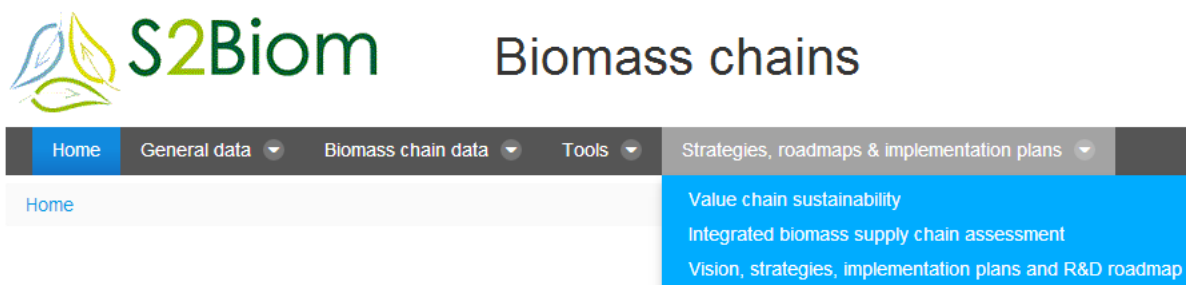 S2Biom Biomass chains
Home General data Biomass chain data Tools Strategies, roadmaps & implementation plans
Home
Value chain sustainability
Integrated biomass supply chain assessment
Vision, strategies, implementation plans and R&D roadmap